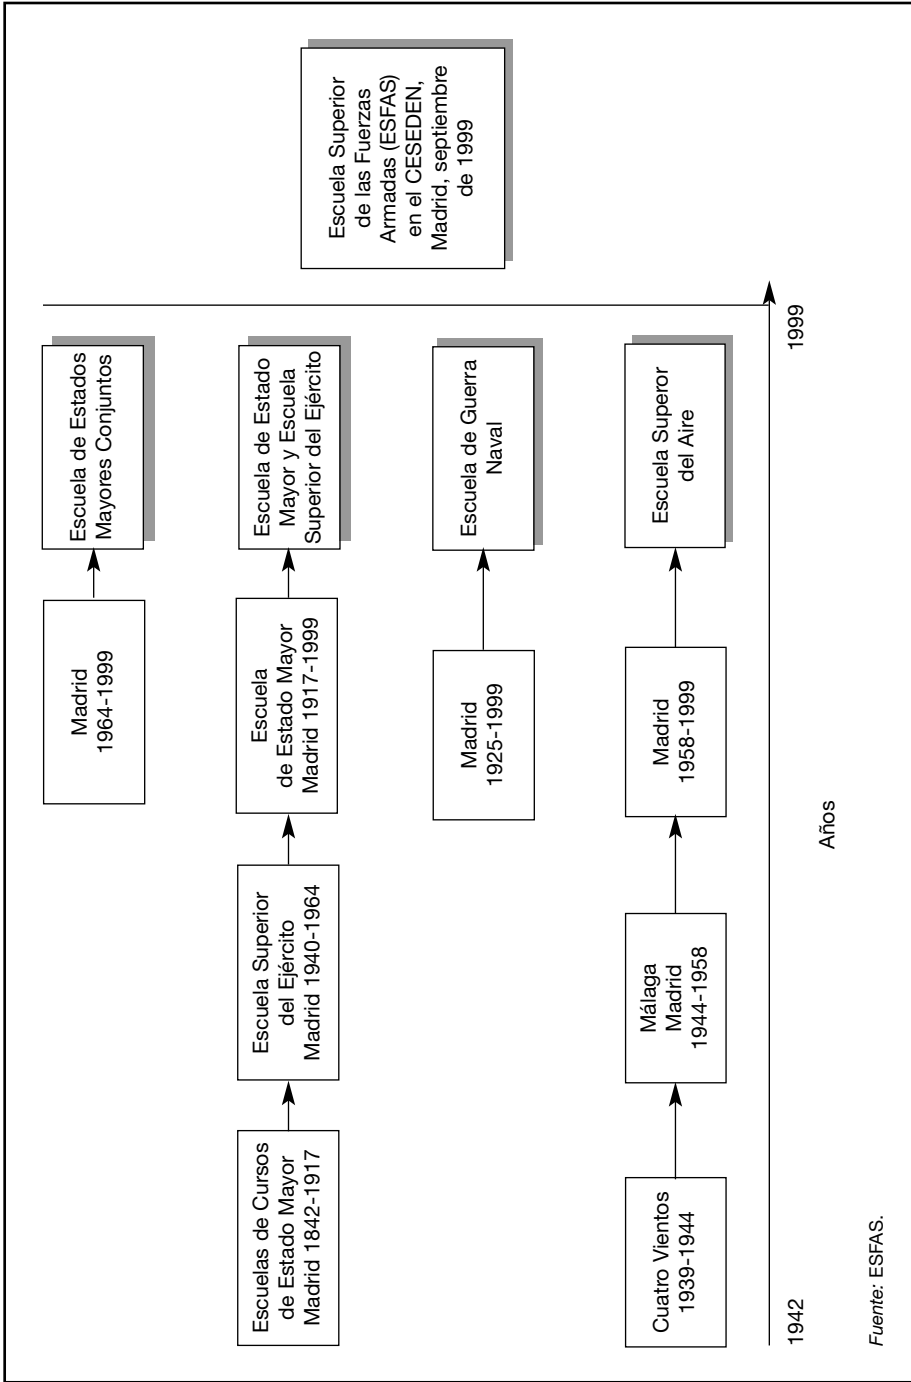 Escuela de Estados
Mayores Conjuntos
Madrid
1964-1999
Escuela de Estado
Mayor y Escuela
Superior del Ejército
Escuela
de Estado Mayor
Madrid 1917-1999
Escuela Superior
del Ejército
Madrid 1940-1964
Escuelas de Cursos
de Estado Mayor
Madrid 1842-1917
Escuela de Guerra
Naval
Madrid
1925-1999
Escuela Superor
del Aire
Madrid
1958-1999
Málaga
Madrid
1944-1958
Cuatro Vientos
1939-1944
Escuela Superior
de las Fuerzas
Armadas (ESFAS)
en el CESEDEN,
Madrid, septiembre
de 1999
1942
Años
1999
Fuente: ESFAS.